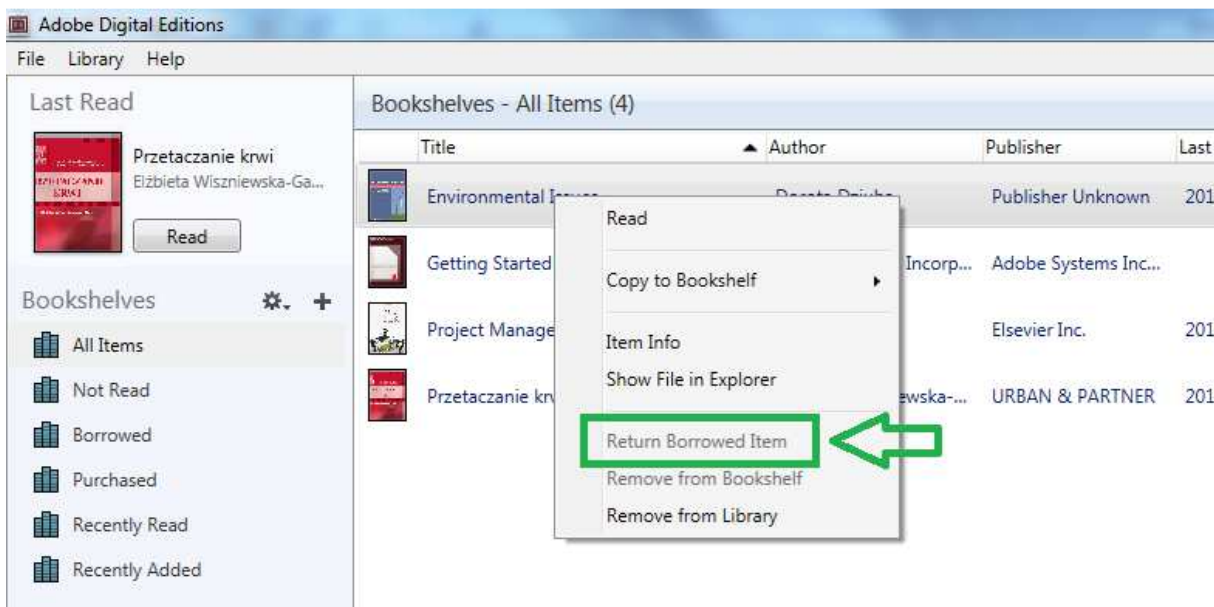 Adobe Digital Editions
File Library Help
Last Read
Przetaczanie krwi
Elżbieta Wiszniewska-Ga...
Read
Bookshelves
All Items
Not Read
Borrowed
Purchased
Recently Read
Recently Added
Bookshelves - All Items (4)
Title Author Publisher Last
Environmental Publisher Unknown 201
Getting Started Incorp... Adobe Systems Inc...
Project Manage Elsevier Inc. 201
Przetaczanie krw ewska-... URBAN & PARTNER 201
Read
Copy to Bookshelf
Item Info
Show File in Explorer
Return Borrowed Item
Remove from Bookshelf
Remove from Library